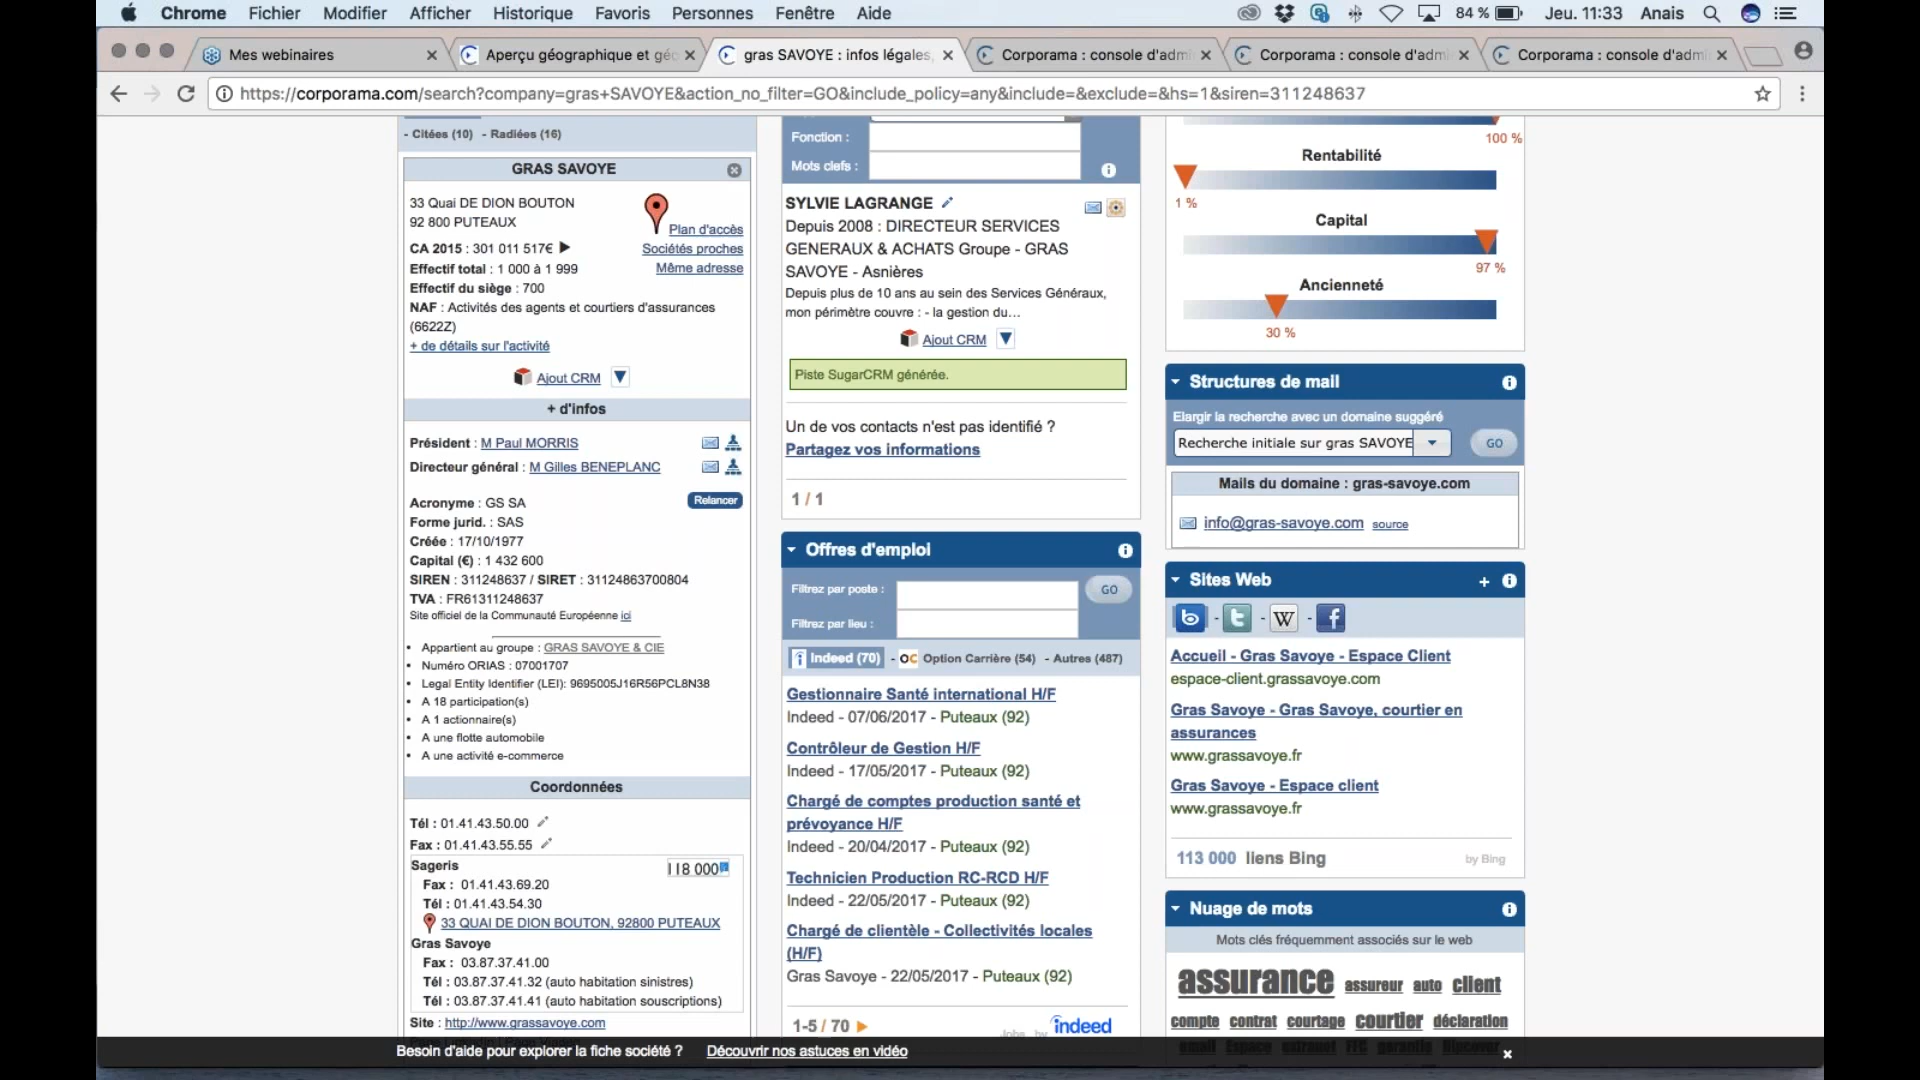 Chrome Fichier Modifier Afficher Historique Favoris Personnes Fenêtre Aide 84 % Jeu. 11:33 Anais
Mes webinaires
Aperçu géographique et géo
gras SAVOYE : infos légales,
Corporama : console d'admi
Corporama : console d'admi
Corporama : console d'admi
https://corporama.com/search?company=gras+SAVOYE&action_no_filter=GO&include_policy=any&include=&exclude=&hs=1&siren=311248637
- Citées (10) - Radiées (16)
GRAS SAVOYE
33 Quai DE DION BOUTON
92 800 PUTEAUX
Plan d'accès
CA 2015 : 301 011 517€
Sociétés proches
Effectif total : 1 000 à 1 999
Même adresse
Effectif du siège : 700
NAF : Activités des agents et courtiers d'assurances
(6622Z)
+ de détails sur l'activité
Ajout CRM
+ d'infos
Président : M Paul MORRIS
Directeur général : M Gilles BENEPLANC
Acronyme : GS SA
Relancer
Forme jurid. : SAS
Créée : 17/10/1977
Capital (€) : 1 432 600
SIREN : 311248637 / SIRET : 31124863700804
TVA : FR61311248637
Site officiel de la Communauté Européenne ici
• Appartient au groupe : GRAS SAVOYE & CIE
• Numéro ORIAS : 07001707
• Legal Entity Identifier (LEI): 9695005J16R56PCL8N38
• A 18 participation(s)
• A 1 actionnaire(s)
• A une flotte automobile
• A une activité e-commerce
Coordonnées
Tél : 01.41.43.50.00
Fax : 01.41.43.55.55
Sageris
118 000
Fax : 01.41.43.69.20
Tél : 01.41.43.54.30
33 QUAI DE DION BOUTON, 92800 PUTEAUX
Gras Savoye
Fax : 03.87.37.41.00
Tél : 03.87.37.41.32 (auto habitation sinistres)
Tél : 03.87.37.41.41 (auto habitation souscriptions)
Site : http://www.grassavoye.com
Fonction :
Mots clefs :
SYLVIE LAGRANGE
Depuis 2008 : DIRECTEUR SERVICES
GENERAUX & ACHATS Groupe - GRAS
SAVOYE - Asnières
Depuis plus de 10 ans au sein des Services Généraux,
mon périmètre couvre : - la gestion du...
Ajout CRM
Piste SugarCRM générée.
Un de vos contacts n'est pas identifié ?
Partagez vos informations
1 / 1
Offres d'emploi
Filtrez par poste :
GO
Filtrez par lieu :
Indeed (70) - OC Option Carrière (54) - Autres (487)
Gestionnaire Santé international H/F
Indeed - 07/06/2017 - Puteaux (92)
Contrôleur de Gestion H/F
Indeed - 17/05/2017 - Puteaux (92)
Chargé de comptes production santé et
prévoyance H/F
Indeed - 20/04/2017 - Puteaux (92)
Technicien Production RC-RCD H/F
Indeed - 22/05/2017 - Puteaux (92)
Chargé de clientèle - Collectivités locales
(H/F)
Gras Savoye - 22/05/2017 - Puteaux (92)
1-5 / 70
Jobs by indeed
100 %
Rentabilité
1 %
Capital
97 %
Ancienneté
30 %
Structures de mail
Elargir la recherche avec un domaine suggéré
Recherche initiale sur gras SAVOYE
GO
Mails du domaine : gras-savoye.com
info@gras-savoye.com source
Sites Web
Accueil - Gras Savoye - Espace Client
espace-client.grassavoye.com
Gras Savoye - Gras Savoye, courtier en
assurances
www.grassavoye.fr
Gras Savoye - Espace client
www.grassavoye.fr
113 000 liens Bing
by Bing
Nuage de mots
Mots clés fréquemment associés sur le web
assurance assureur auto client
compte contrat courtage courtier déclaration
email Espace extranet garantie
Besoin d'aide pour explorer la fiche société ? Découvrir nos astuces en vidéo